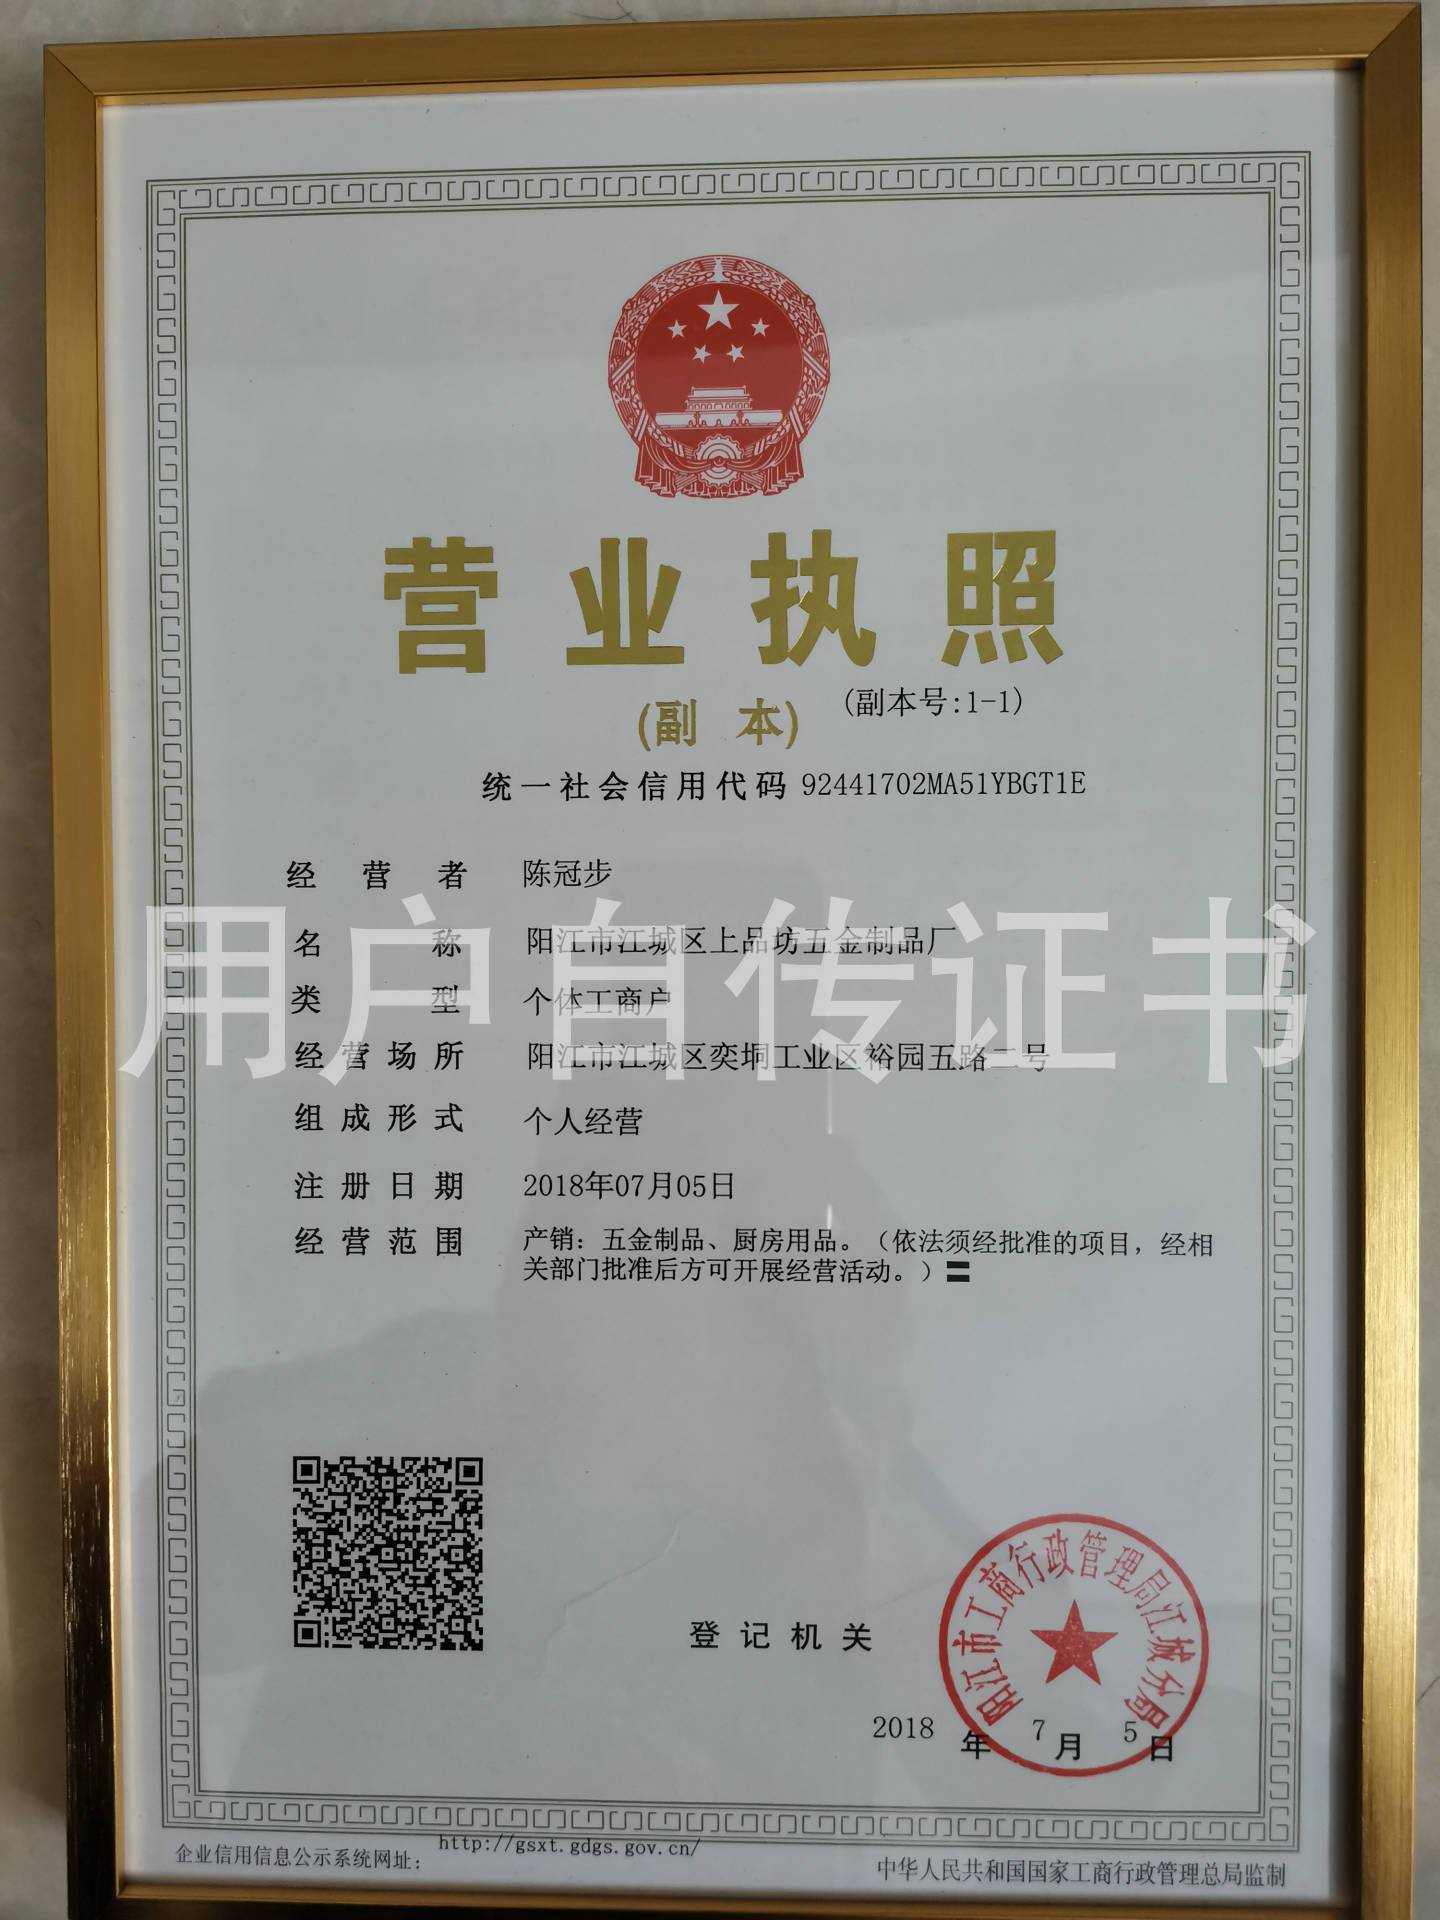 营业执照
(副 本) (副本号:1-1)
统一社会信用代码 92441702MA51YBGT1E
经营者 陈冠步
名称 阳江市江城区上品坊五金制品厂
用户自传证书
类型 个体工商户
经营场所 阳江市江城区奕垌工业区裕园五路二号
组成形式 个人经营
注册日期 2018年07月05日
经营范围 产销：五金制品、厨房用品。（依法须经批准的项目，经相
关部门批准后方可开展经营活动。）〓
阳江市工商行政管理局江城分局
登记机关
2018 年 7 月 5 日
企业信用信息公示系统网址： http://gsxt.gdgs.gov.cn/
中华人民共和国国家工商行政管理总局监制